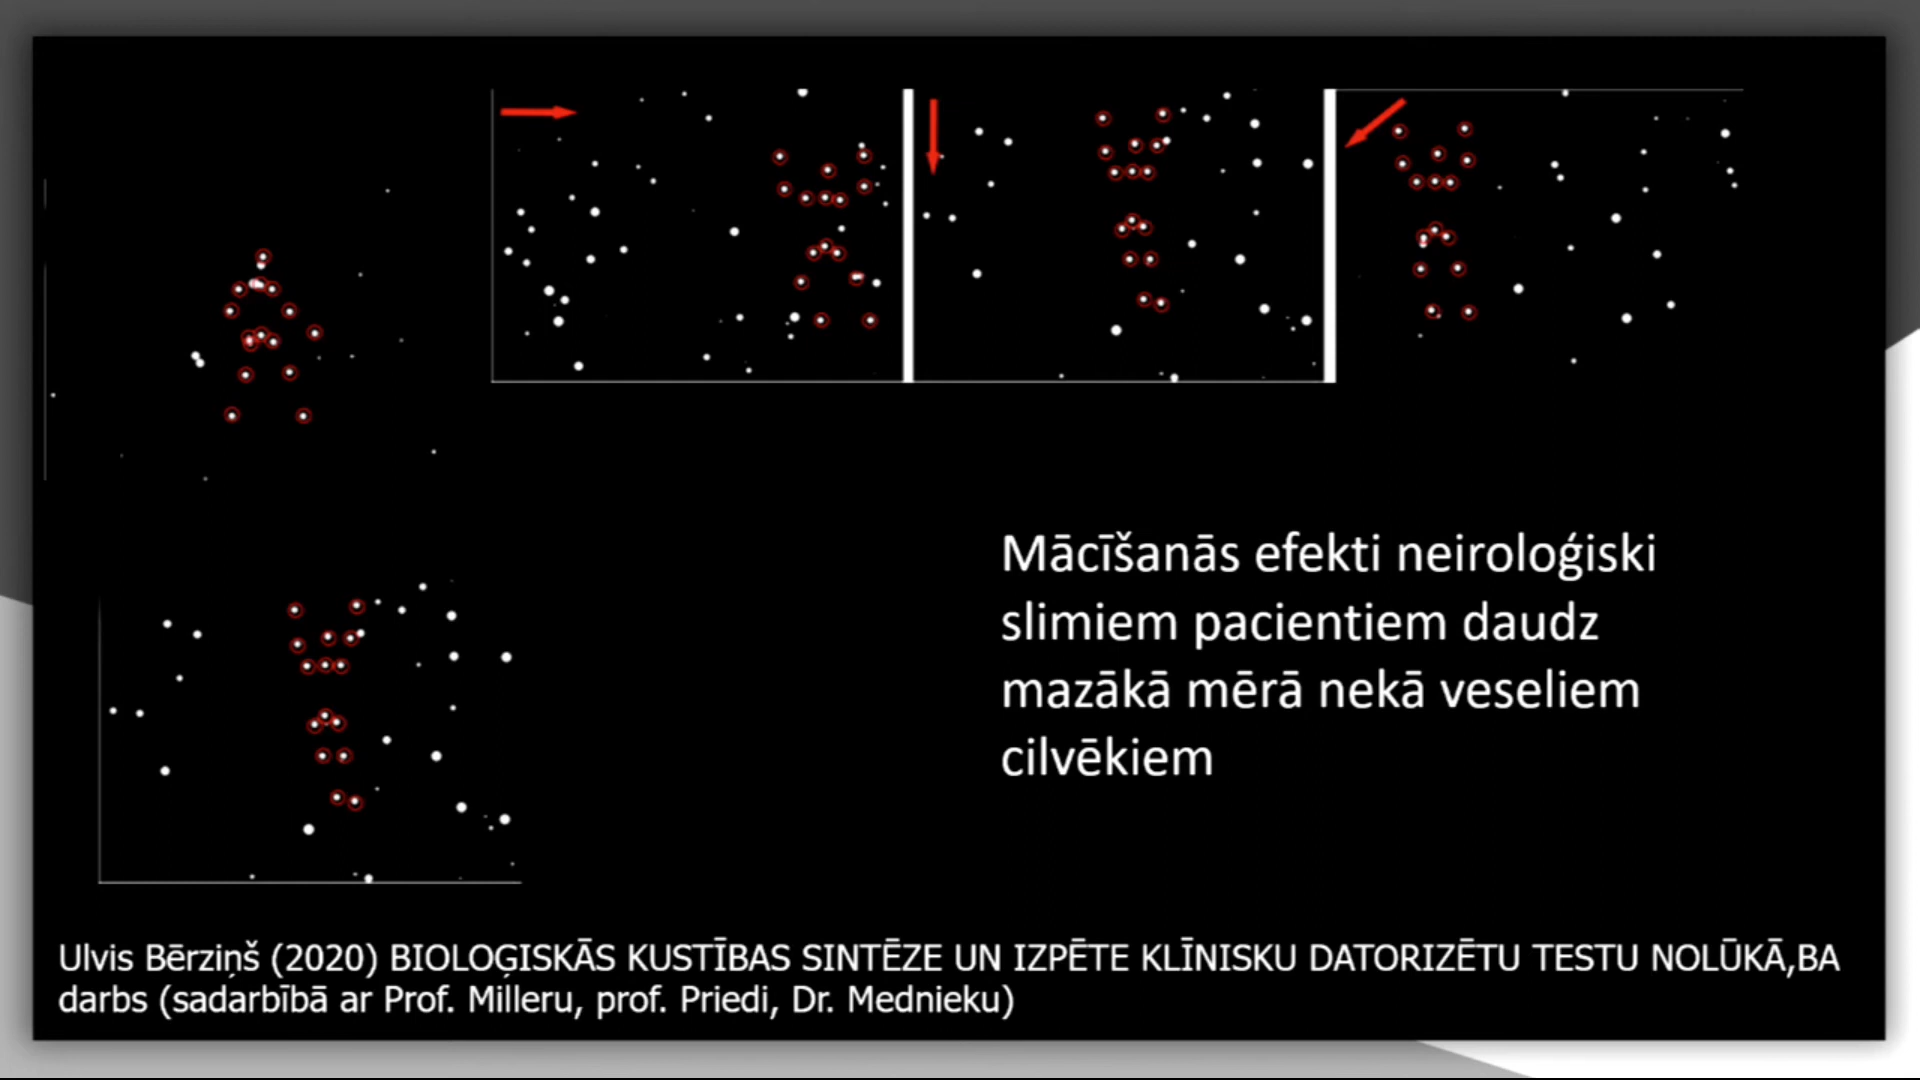 Mācīšanās efekti neiroloģiski
slimiem pacientiem daudz
mazākā mērā nekā veseliem
cilvēkiem
Ulvis Bērziņš (2020) BIOLOĢISKĀS KUSTĪBAS SINTĒZE UN IZPĒTE KLĪNISKU DATORIZĒTU TESTU NOLŪKĀ,BA
darbs (sadarbībā ar Prof. Milleru, prof. Priedi, Dr. Mednieku)